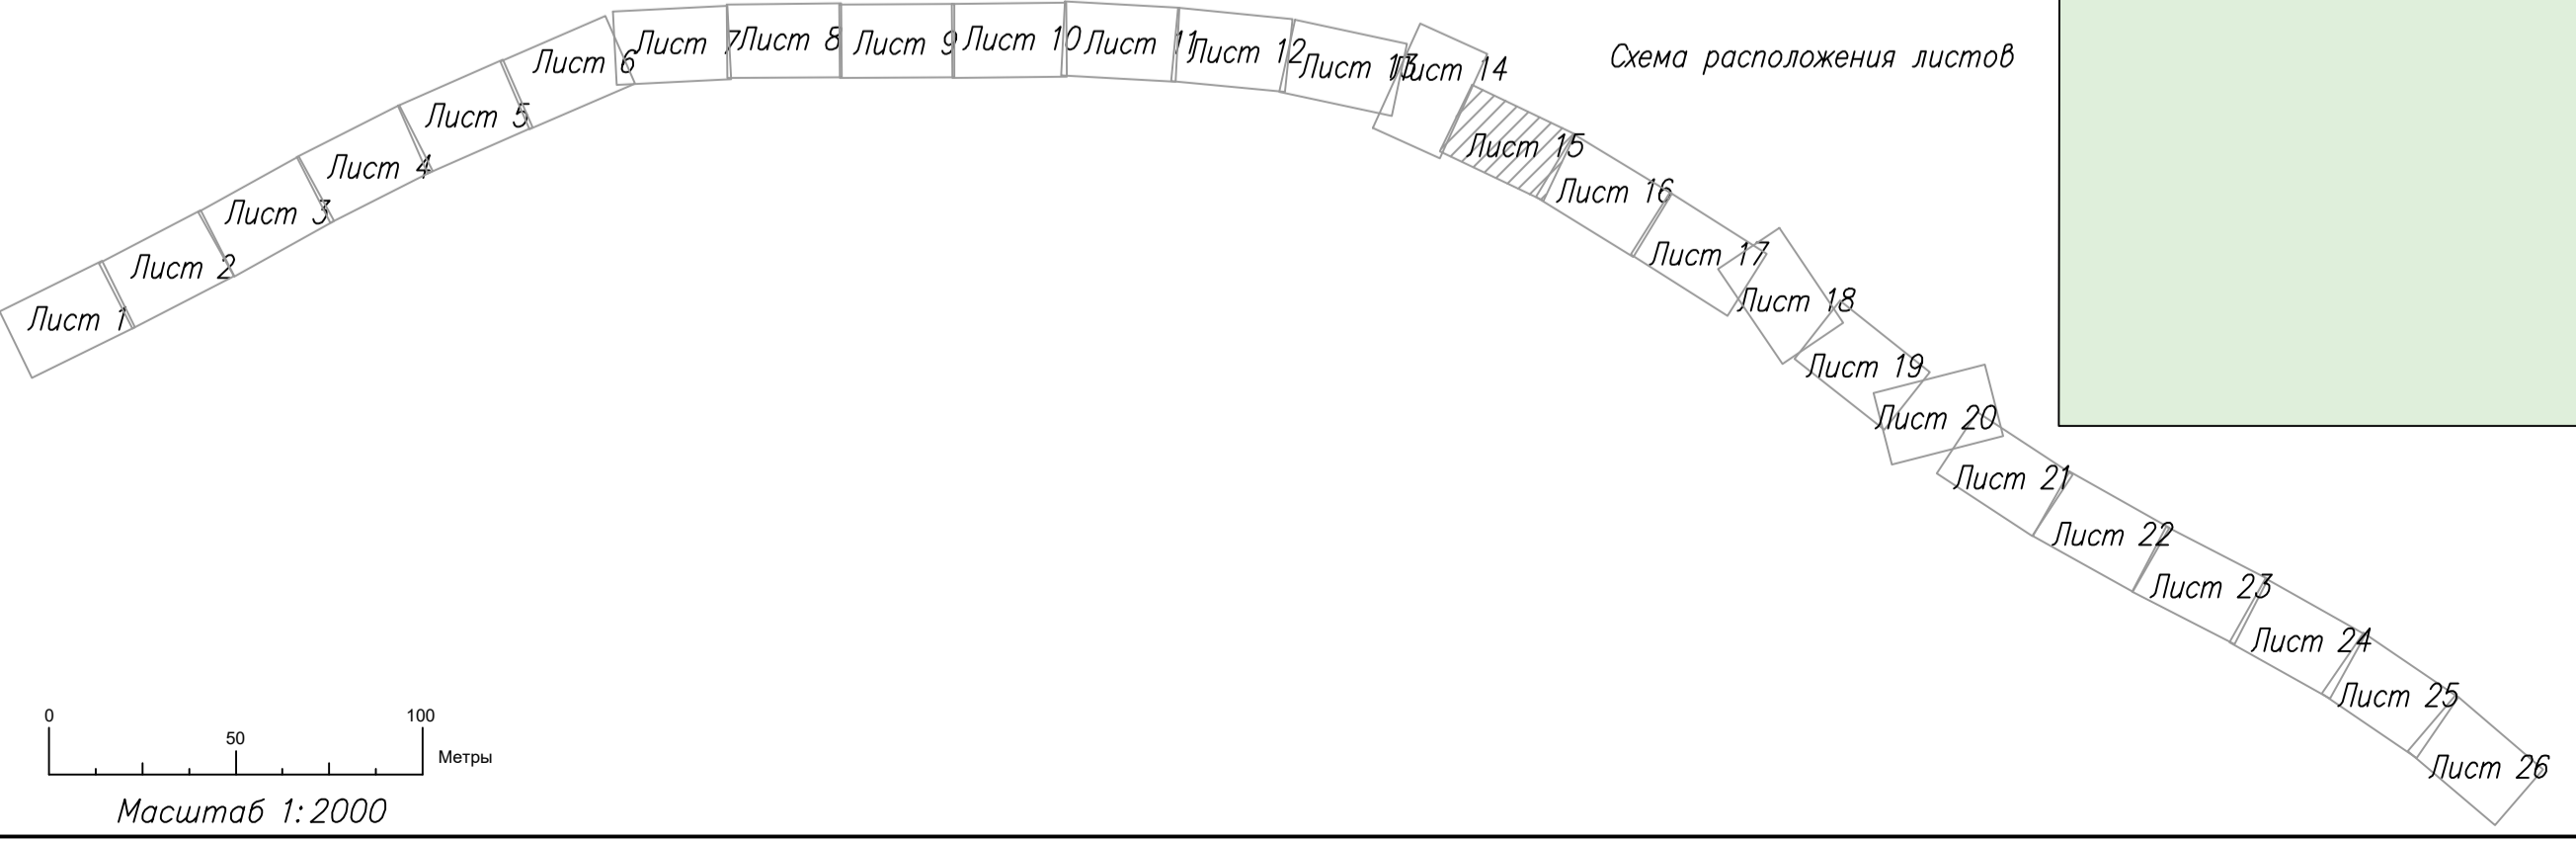 Схема расположения листов
Лист 1
Лист 2
Лист 3
Лист 4
Лист 5
Лист 6
Лист 7
Лист 8
Лист 9
Лист 10
Лист 11
Лист 12
Лист 13
Лист 14
Лист 15
Лист 16
Лист 17
Лист 18
Лист 19
Лист 20
Лист 21
Лист 22
Лист 23
Лист 24
Лист 25
Лист 26
0 100
50
Метры
Масштаб 1:2000